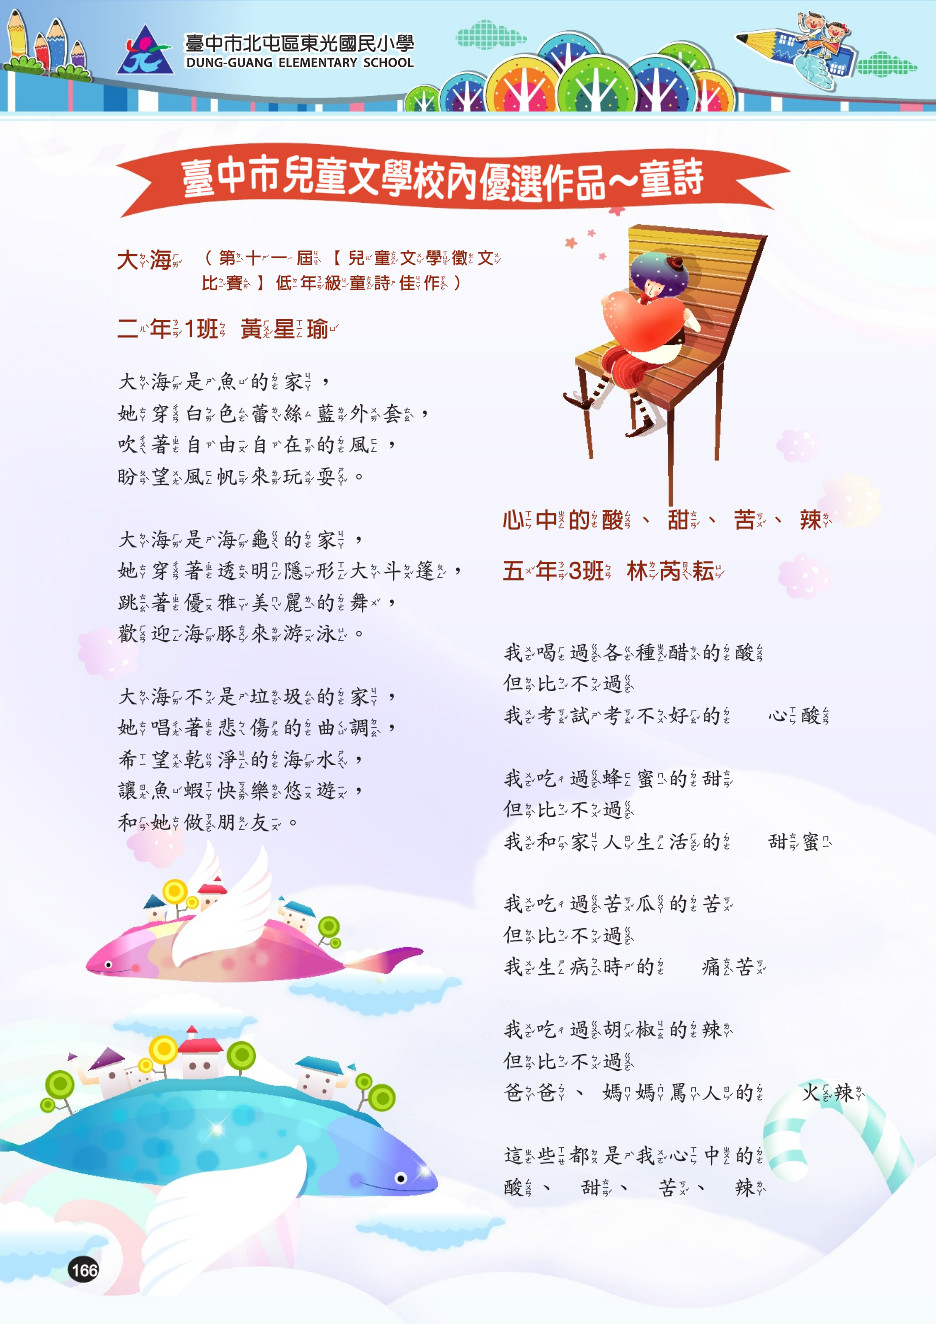 臺中市北屯區東光國民小學
DUNG-GUANG ELEMENTARY SCHOOL
臺中市兒童文學校內優選作品～童詩
大海 （第十一屆【兒童文學徵文
比賽】低年級童詩佳作）
二年1班 黃星瑜
大海是魚的家，
她穿白色蕾絲藍外套，
吹著自由自在的風，
盼望風帆來玩耍。
大海是海龜的家，
她穿著透明隱形大斗篷，
跳著優雅美麗的舞，
歡迎海豚來游泳。
大海不是垃圾的家，
她唱著悲傷的曲調，
希望乾淨的海水，
讓魚蝦快樂悠遊，
和她做朋友。
心中的酸、甜、苦、辣
五年3班 林芮耘
我喝過各種醋的酸
但比不過
我考試考不好的 心酸
我吃過蜂蜜的甜
但比不過
我和家人生活的 甜蜜
我吃過苦瓜的苦
但比不過
我生病時的 痛苦
我吃過胡椒的辣
但比不過
爸爸、媽媽罵人的 火辣
這些都是我心中的
酸、 甜、 苦、 辣
166